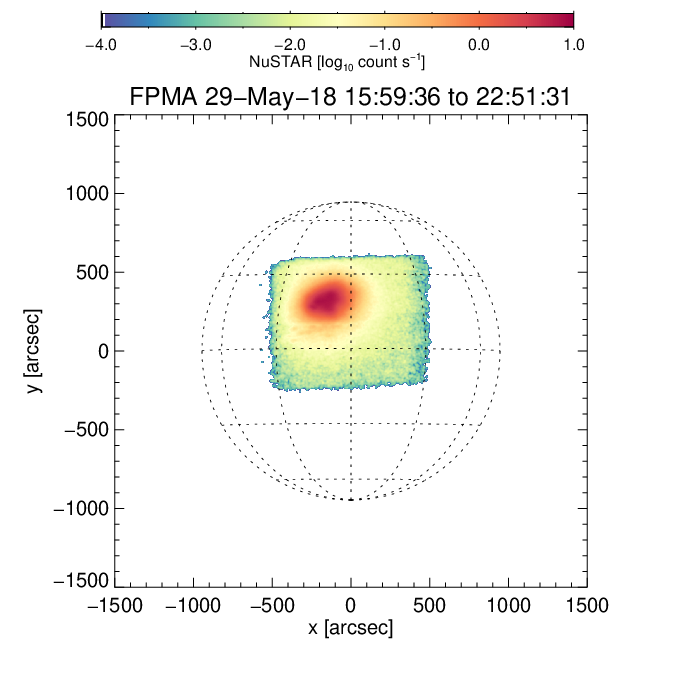 −4.0 −3.0 −2.0 −1.0 0.0 1.0
NuSTAR [log10 count s−1]
FPMA 29−May−18 15:59:36 to 22:51:31
1500
1000
500
0
−500
−1000
−1500
y [arcsec]
−1500 −1000 −500 0 500 1000 1500
x [arcsec]